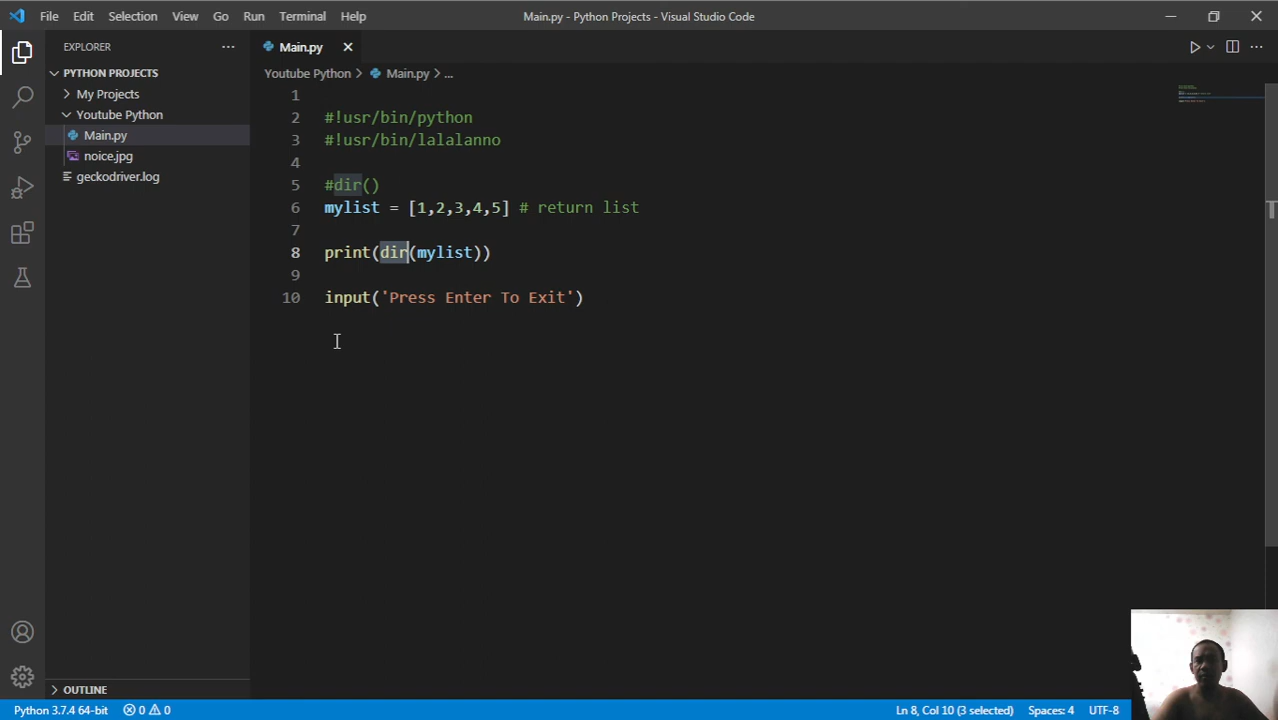 File Edit Selection View Go Run Terminal Help
Main.py - Python Projects - Visual Studio Code
EXPLORER
PYTHON PROJECTS
My Projects
Youtube Python
Main.py
noice.jpg
geckodriver.log
OUTLINE
Main.py
Youtube Python > Main.py > ...
1
2 #!usr/bin/python
3 #!usr/bin/lalalanno
4
5 #dir()
6 mylist = [1,2,3,4,5] # return list
7
8 print(dir(mylist))
9
10 input('Press Enter To Exit')
Python 3.7.4 64-bit 0 0
Ln 8, Col 10 (3 selected) Spaces: 4 UTF-8